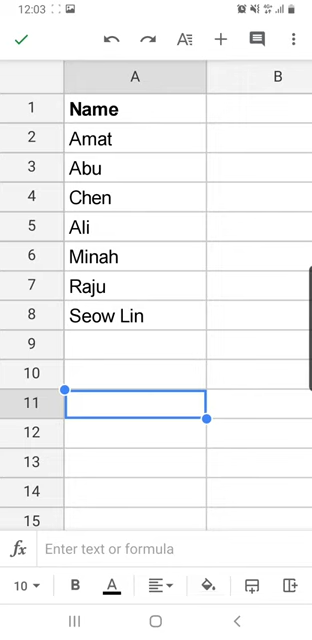 12:03
A B
1 Name
2 Amat
3 Abu
4 Chen
5 Ali
6 Minah
7 Raju
8 Seow Lin
9
10
11
12
13
14
15
fx Enter text or formula
10 B A